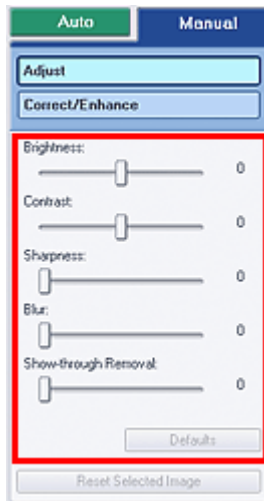 Auto Manual
Adjust
Correct/Enhance
Brightness:
0
Contrast:
0
Sharpness:
0
Blur:
0
Show-through Removal:
0
Defaults
Reset Selected Image